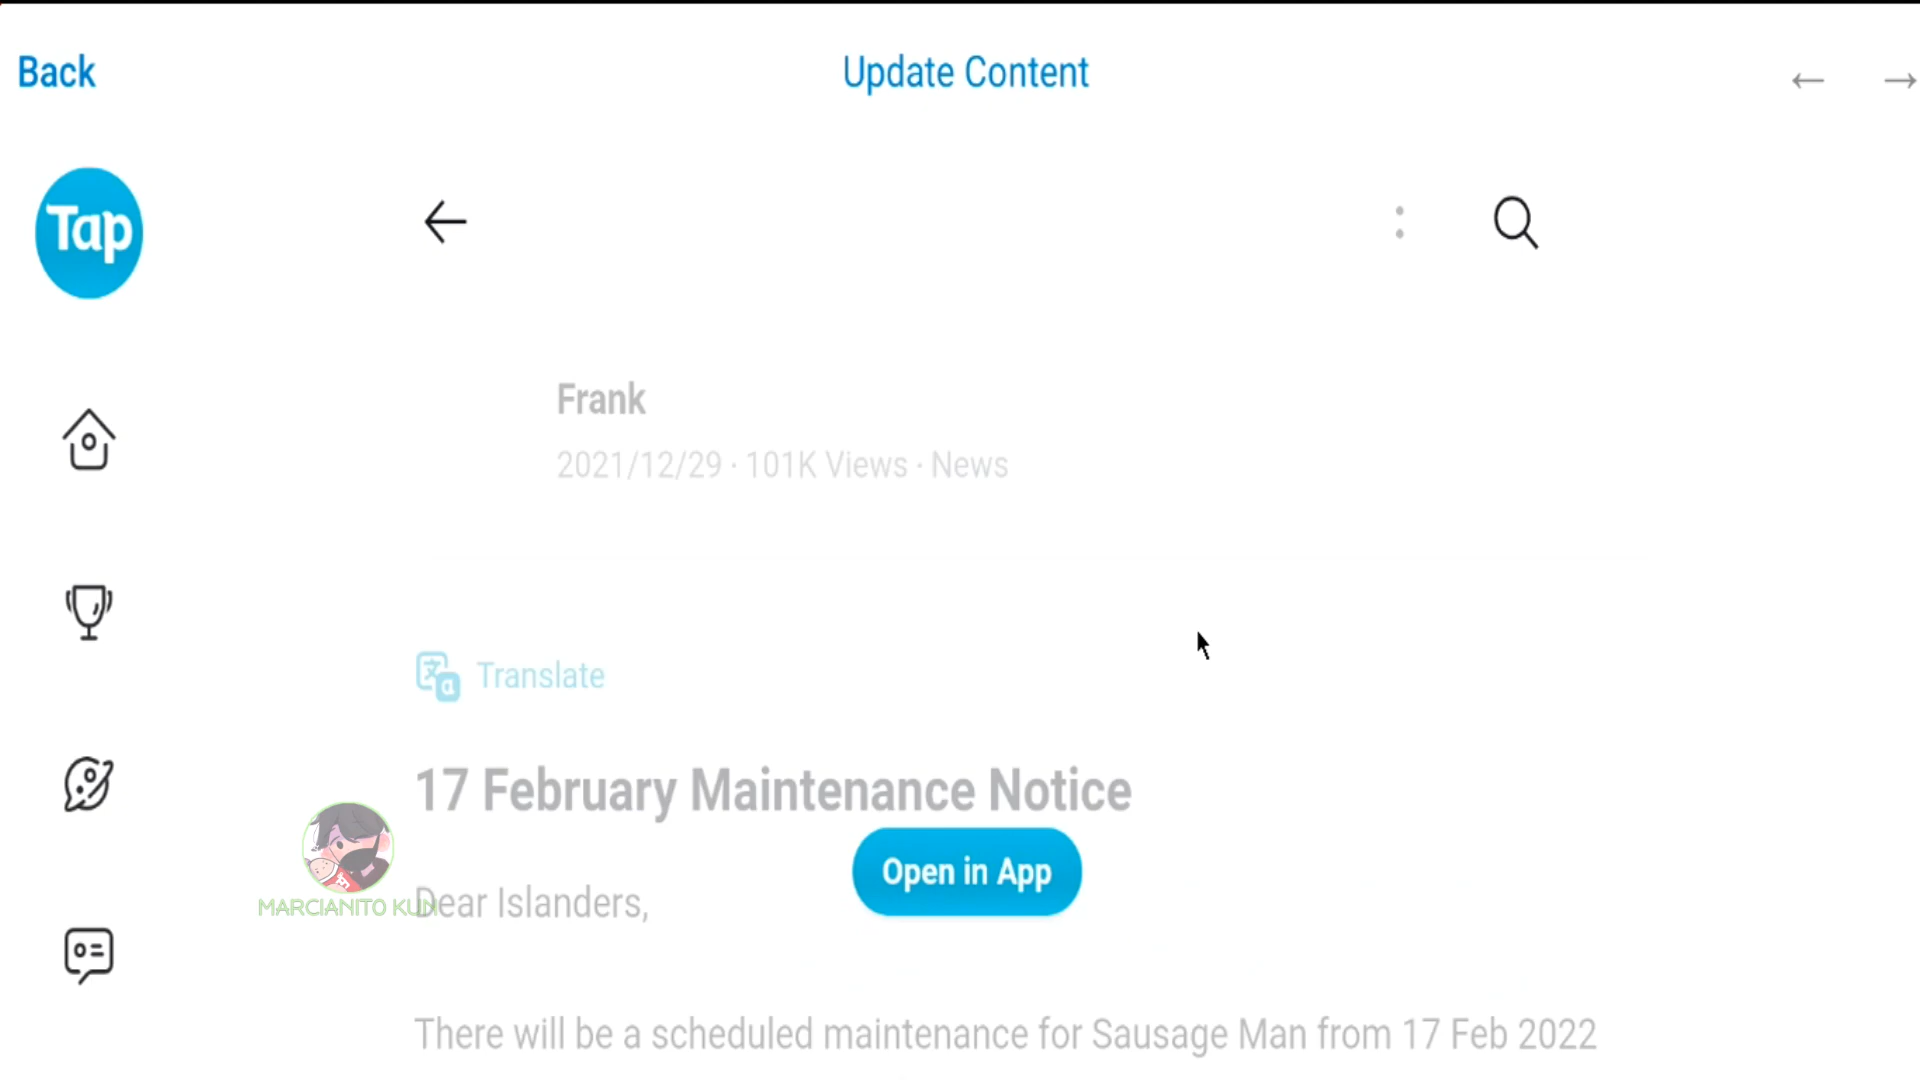 Back
Update Content
Tap
Frank
2021/12/29 · 101K Views · News
Translate
17 February Maintenance Notice
Open in App
MARCIANITO KUN
Dear Islanders,
There will be a scheduled maintenance for Sausage Man from 17 Feb 2022